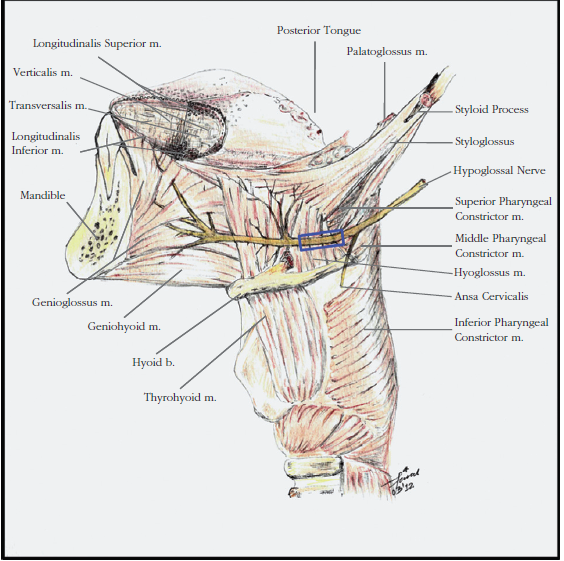 Posterior Tongue
Longitudinalis Superior m.
Palatoglossus m.
Verticalis m.
Transversalis m.
Styloid Process
Longitudinalis
Inferior m.
Styloglossus
Hypoglossal Nerve
Mandible
Superior Pharyngeal
Constrictor m.
Middle Pharyngeal
Constrictor m.
Hyoglossus m.
Ansa Cervicalis
Genioglossus m.
Geniohyoid m.
Inferior Pharyngeal
Constrictor m.
Hyoid b.
Thyrohyoid m.